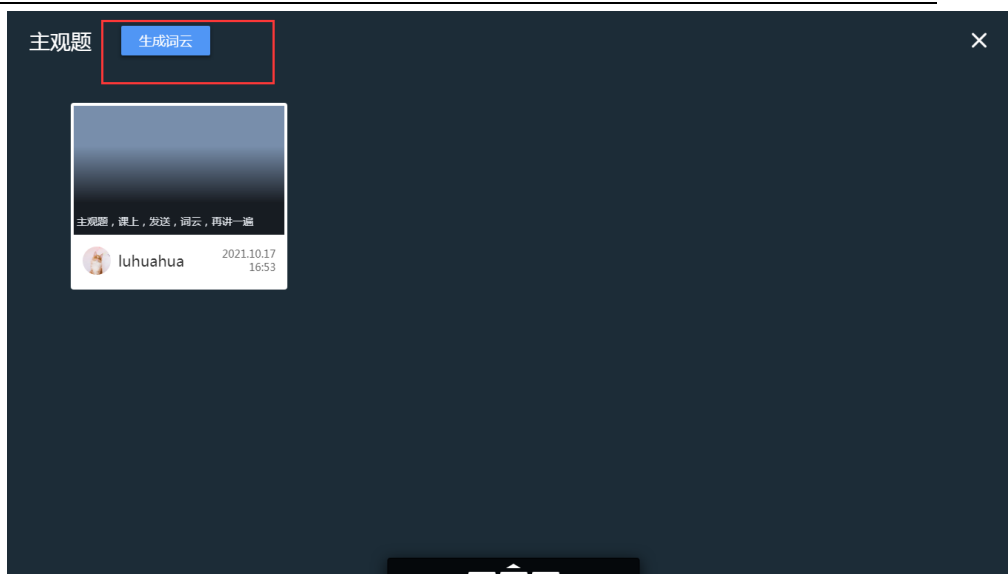 主观题
生成词云
主观题，课上，发送，词云，再讲一遍
luhuahua
2021.10.17
16:53